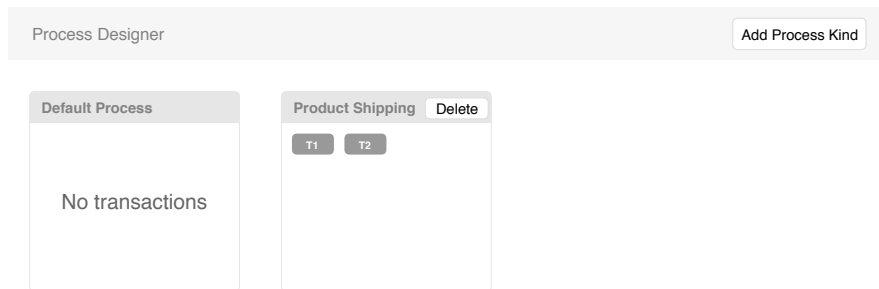 Process Designer
Add Process Kind
Default Process
Product Shipping
Delete
T1
T2
No transactions